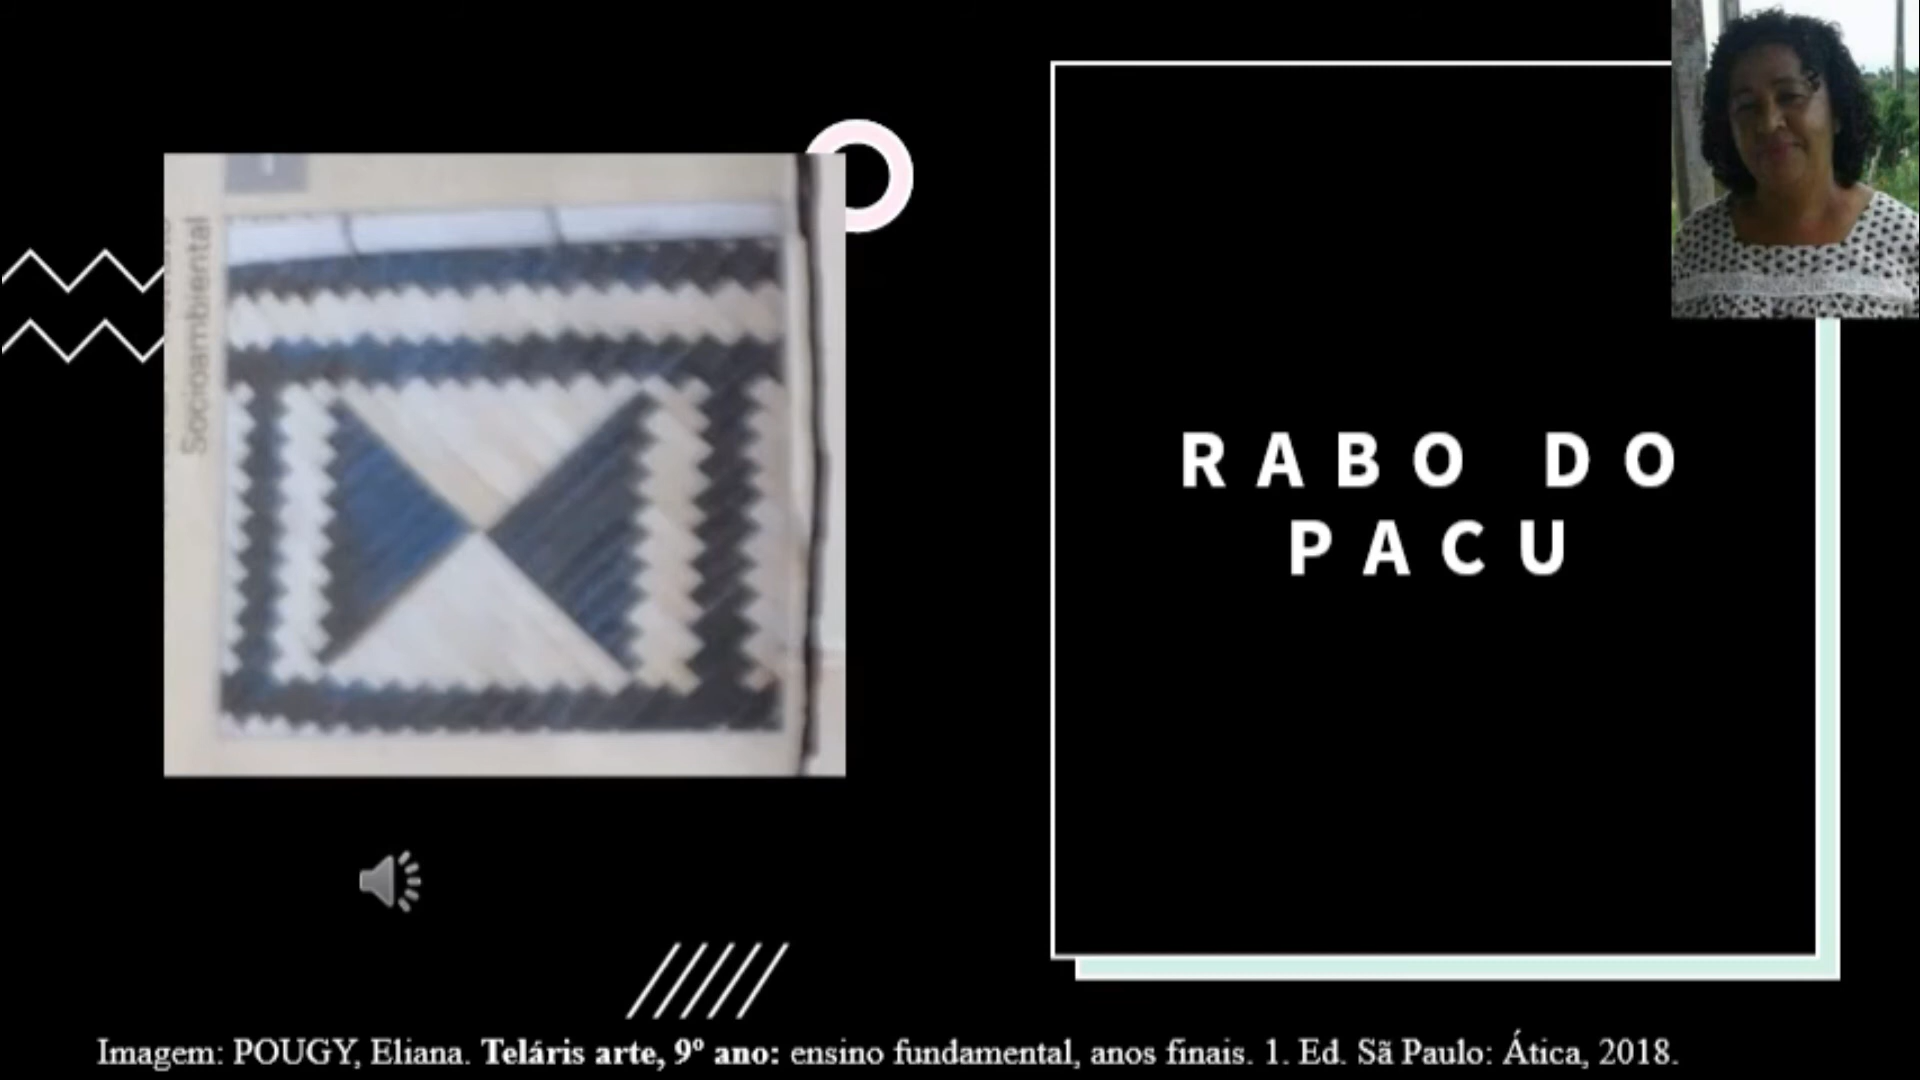 Socioambiental
RABO DO
PACU
Imagem: POUGY, Eliana. Teláris arte, 9º ano: ensino fundamental, anos finais. 1. Ed. Sã Paulo: Ática, 2018.